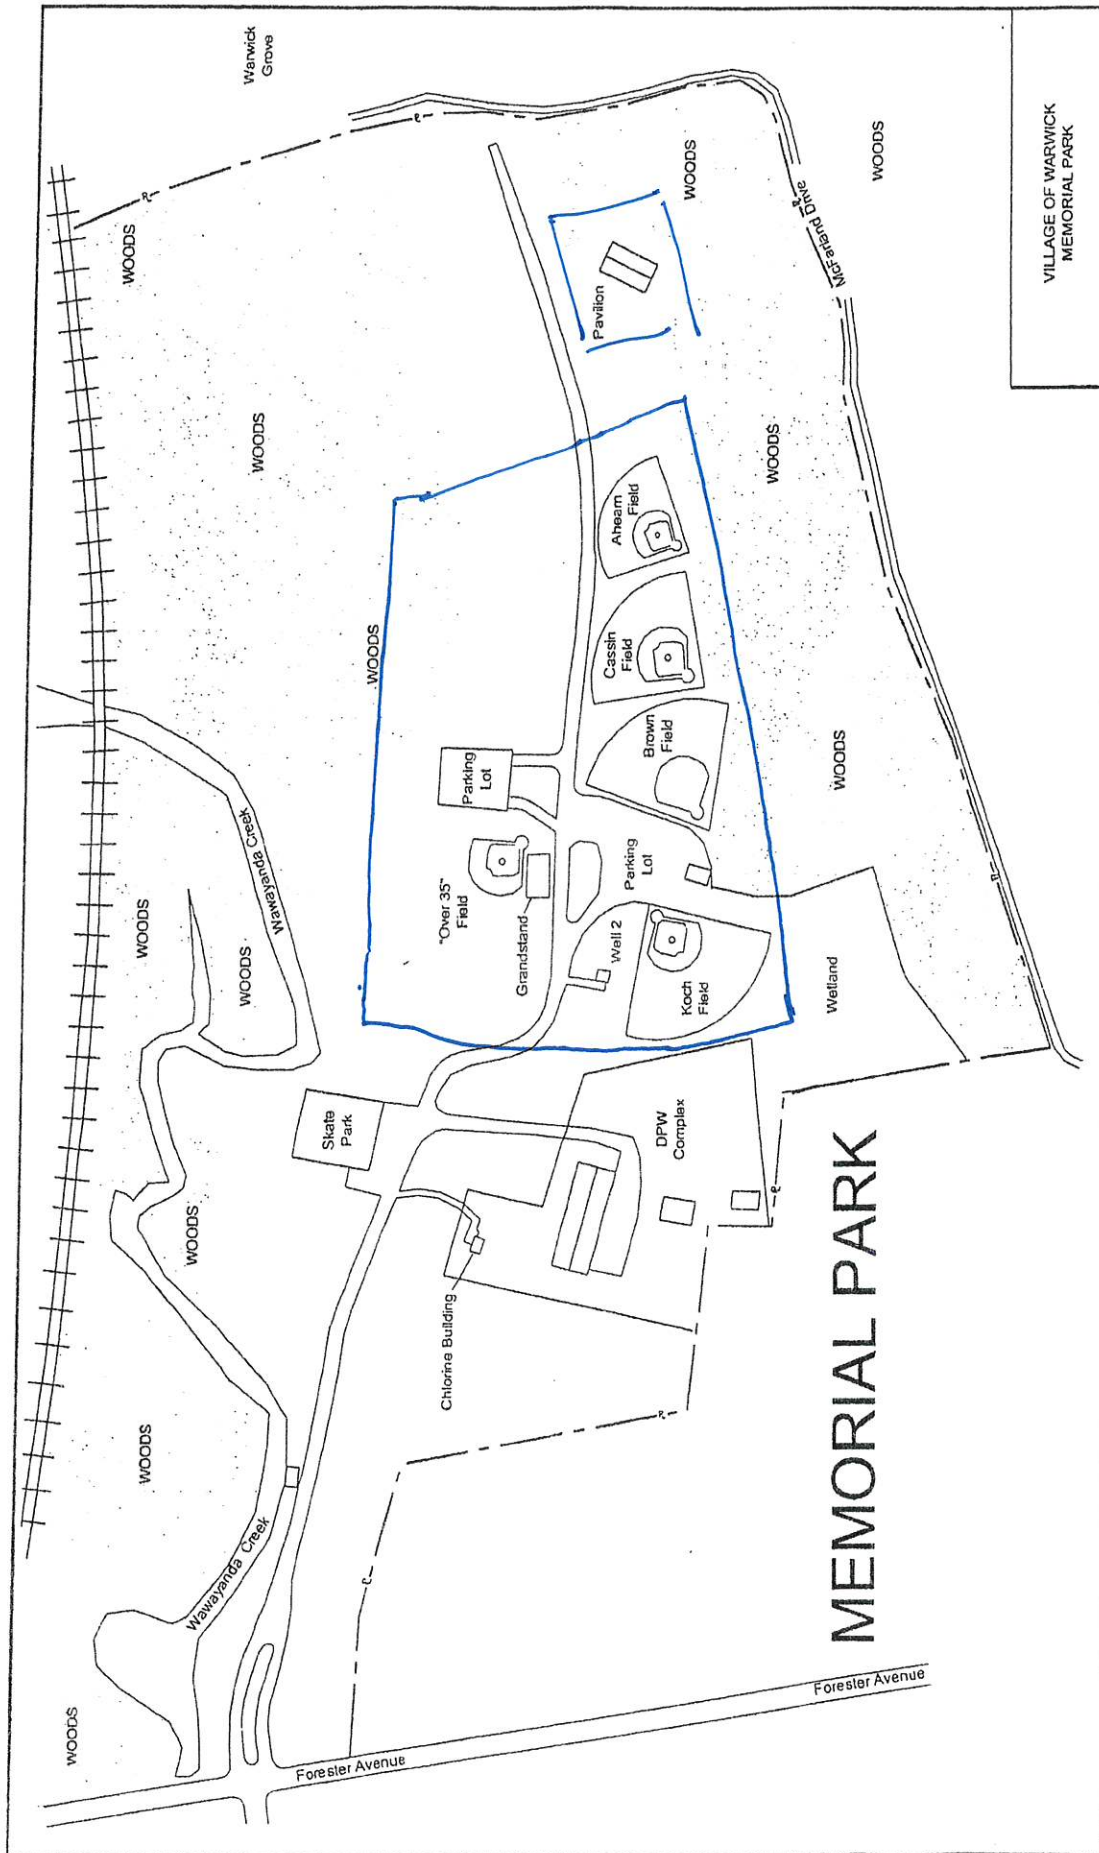 Warwick
Grove
WOODS
WOODS
WOODS
WOODS
WOODS
WOODS
WOODS
WOODS
WOODS
WOODS
WOODS
WOODS
WOODS
Wawayanda Creek
Wawayanda Creek
McFarland Drive
Pavilion
Ahearn
Field
Cassin
Field
Brown
Field
Parking
Lot
"Over 35"
Field
Grandstand
Parking
Lot
Well 2
Koch
Field
Wetland
Skate
Park
DPW
Complex
Chlorine Building
Forester Avenue
Forester Avenue
MEMORIAL PARK
VILLAGE OF WARWICK
MEMORIAL PARK